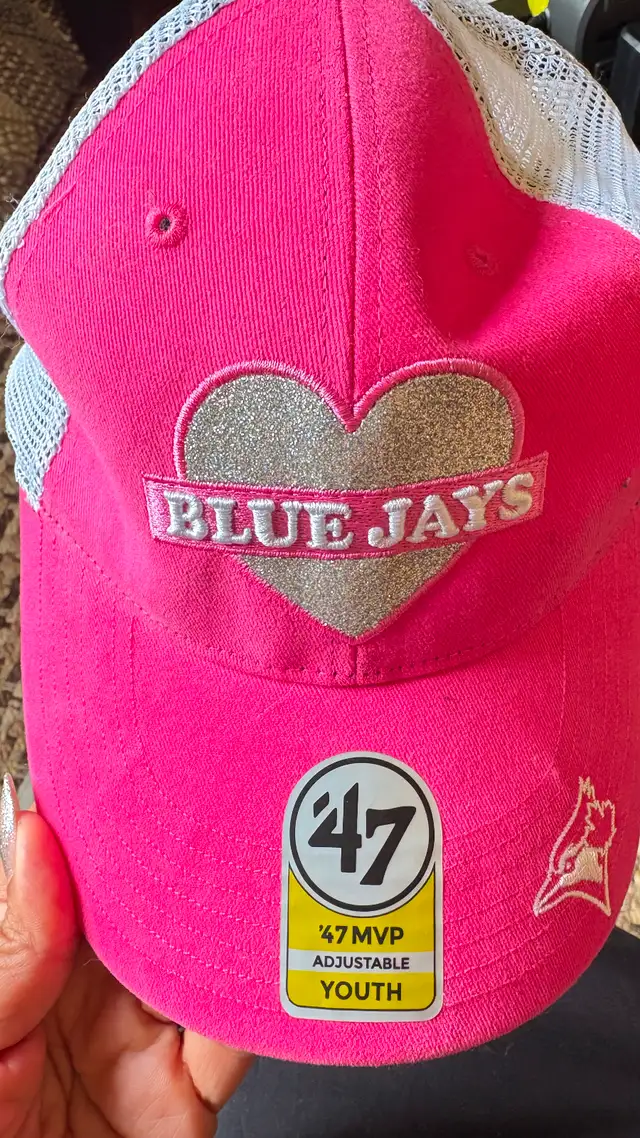 BLUE JAYS
'47
'47 MVP
ADJUSTABLE
YOUTH